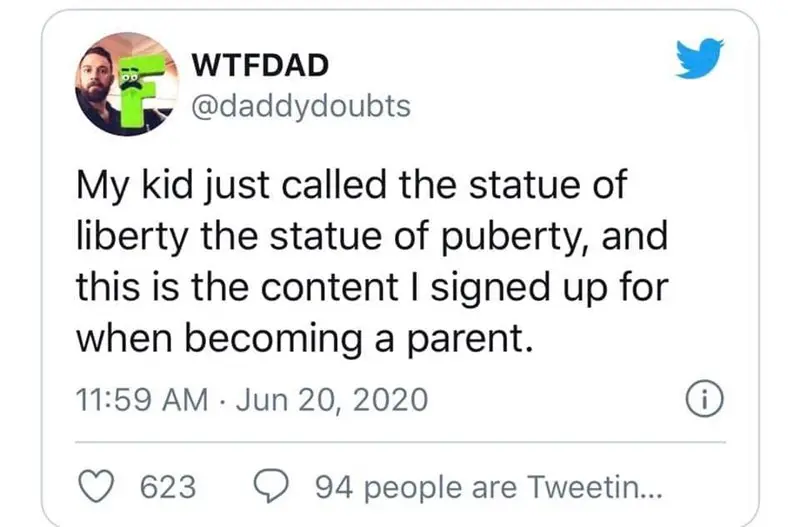 WTFDAD
@daddydoubts
My kid just called the statue of
liberty the statue of puberty, and
this is the content I signed up for
when becoming a parent.
11:59 AM · Jun 20, 2020
623
94 people are Tweetin...